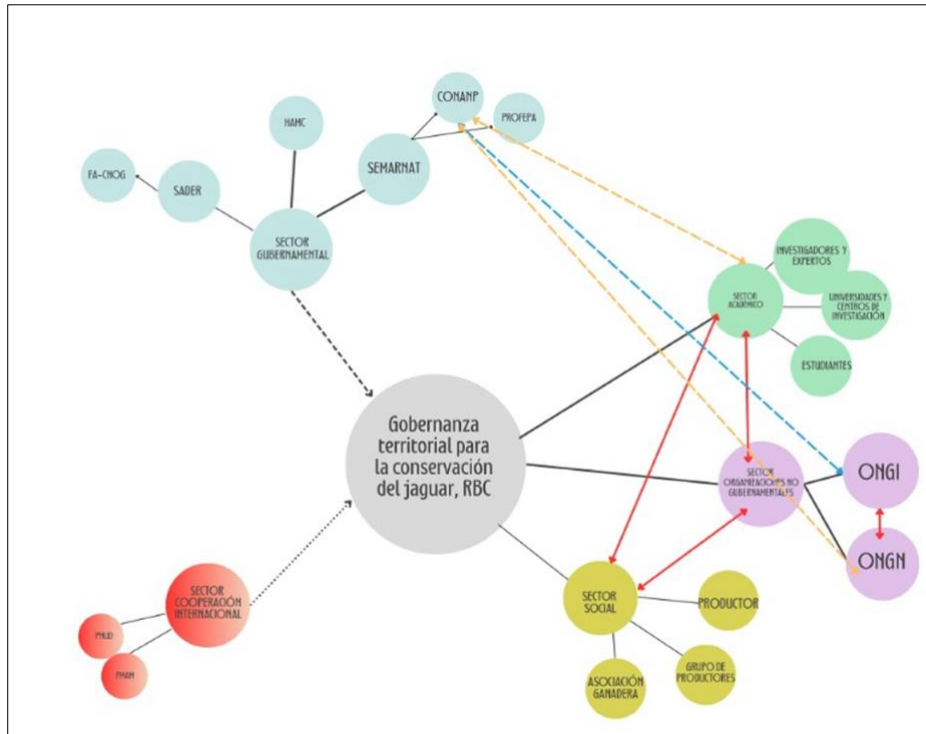 CONANP
PROFEPA
HAMC
SEMARNAT
FA-CNOG
SADER
SECTOR
GUBERNAMENTAL
INVESTIGADORES Y
EXPERTOS
SECTOR
ACADÉMICO
UNIVERSIDADES Y
CENTROS DE
INVESTIGACIÓN
ESTUDIANTES
Gobernanza
territorial para
la conservación
del jaguar, RBC
SECTOR
ORGANIZACIONES NO
GUBERNAMENTALES
ONGI
ONGN
SECTOR
COOPERACIÓN
INTERNACIONAL
PNUD
FMAM
SECTOR
SOCIAL
PRODUCTOR
GRUPO DE
PRODUCTORES
ASOCIACIÓN
GANADERA